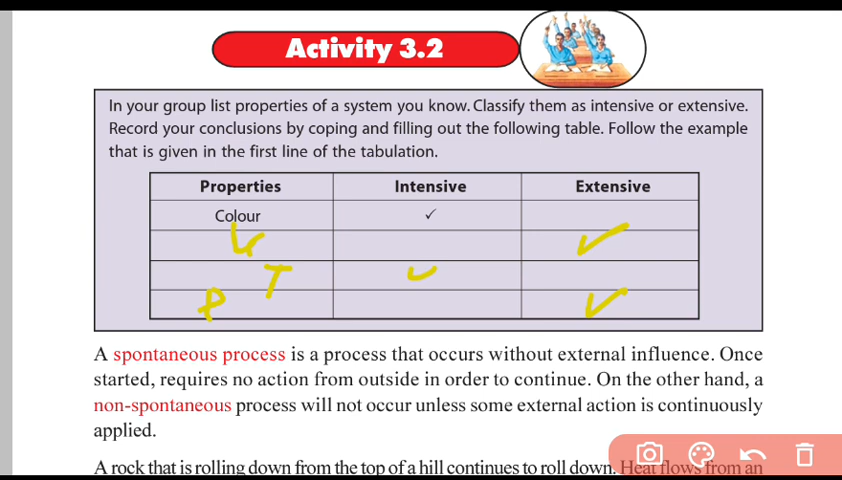 Activity 3.2
In your group list properties of a system you know. Classify them as intensive or extensive.
Record your conclusions by coping and filling out the following table. Follow the example
that is given in the first line of the tabulation.
Properties Intensive Extensive
Colour ✓
✓
T ✓
P ✓
A spontaneous process is a process that occurs without external influence. Once
started, requires no action from outside in order to continue. On the other hand, a
non-spontaneous process will not occur unless some external action is continuously
applied.
A rock that is rolling down from the top of a hill continues to roll down. Heat flows from an